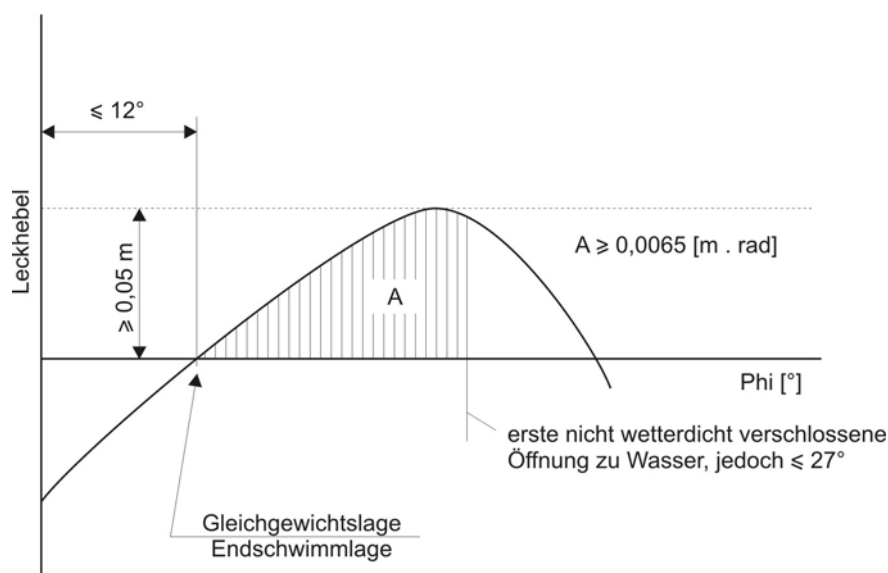 ≤ 12°
Leckhebel
≥ 0,05 m
A ≥ 0,0065 [m . rad]
A
Phi [°]
erste nicht wetterdicht verschlossene
Öffnung zu Wasser, jedoch ≤ 27°
Gleichgewichtslage
Endschwimmlage